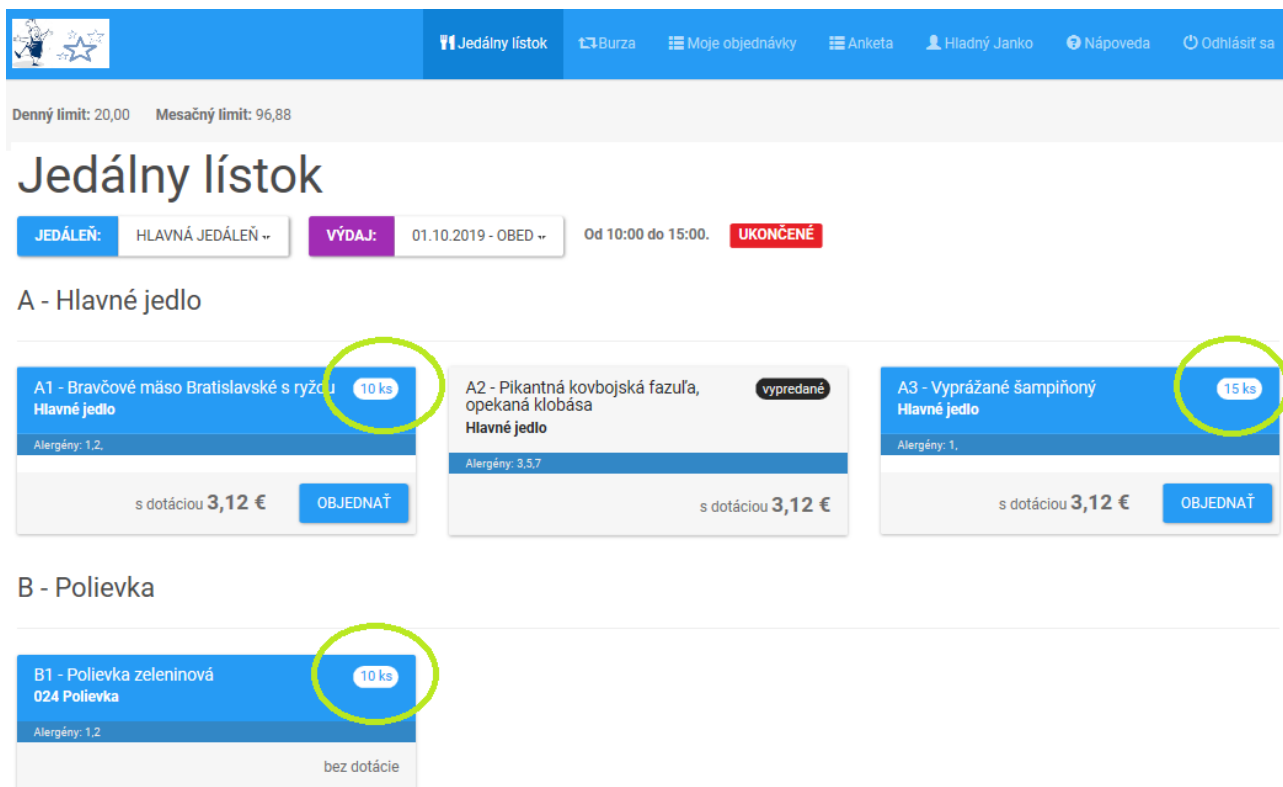 Jedálny lístok Burza Moje objednávky Anketa Hladný Janko Nápoveda Odhlásiť sa
Denný limit: 20,00 Mesačný limit: 96,88
Jedálny lístok
JEDÁLEŇ: HLAVNÁ JEDÁLEŇ VÝDAJ: 01.10.2019 - OBED Od 10:00 do 15:00. UKONČENÉ
A - Hlavné jedlo
A1 - Bravčové mäso Bratislavské s ryžou 10 ks
Hlavné jedlo
Alergény: 1,2,
s dotáciou 3,12 € OBJEDNAŤ
A2 - Pikantná kovbojská fazuľa, vypredané
opekaná klobása
Hlavné jedlo
Alergény: 3,5,7
s dotáciou 3,12 €
A3 - Vyprážané šampiňoný 15 ks
Hlavné jedlo
Alergény: 1,
s dotáciou 3,12 € OBJEDNAŤ
B - Polievka
B1 - Polievka zeleninová 10 ks
024 Polievka
Alergény: 1,2
bez dotácie